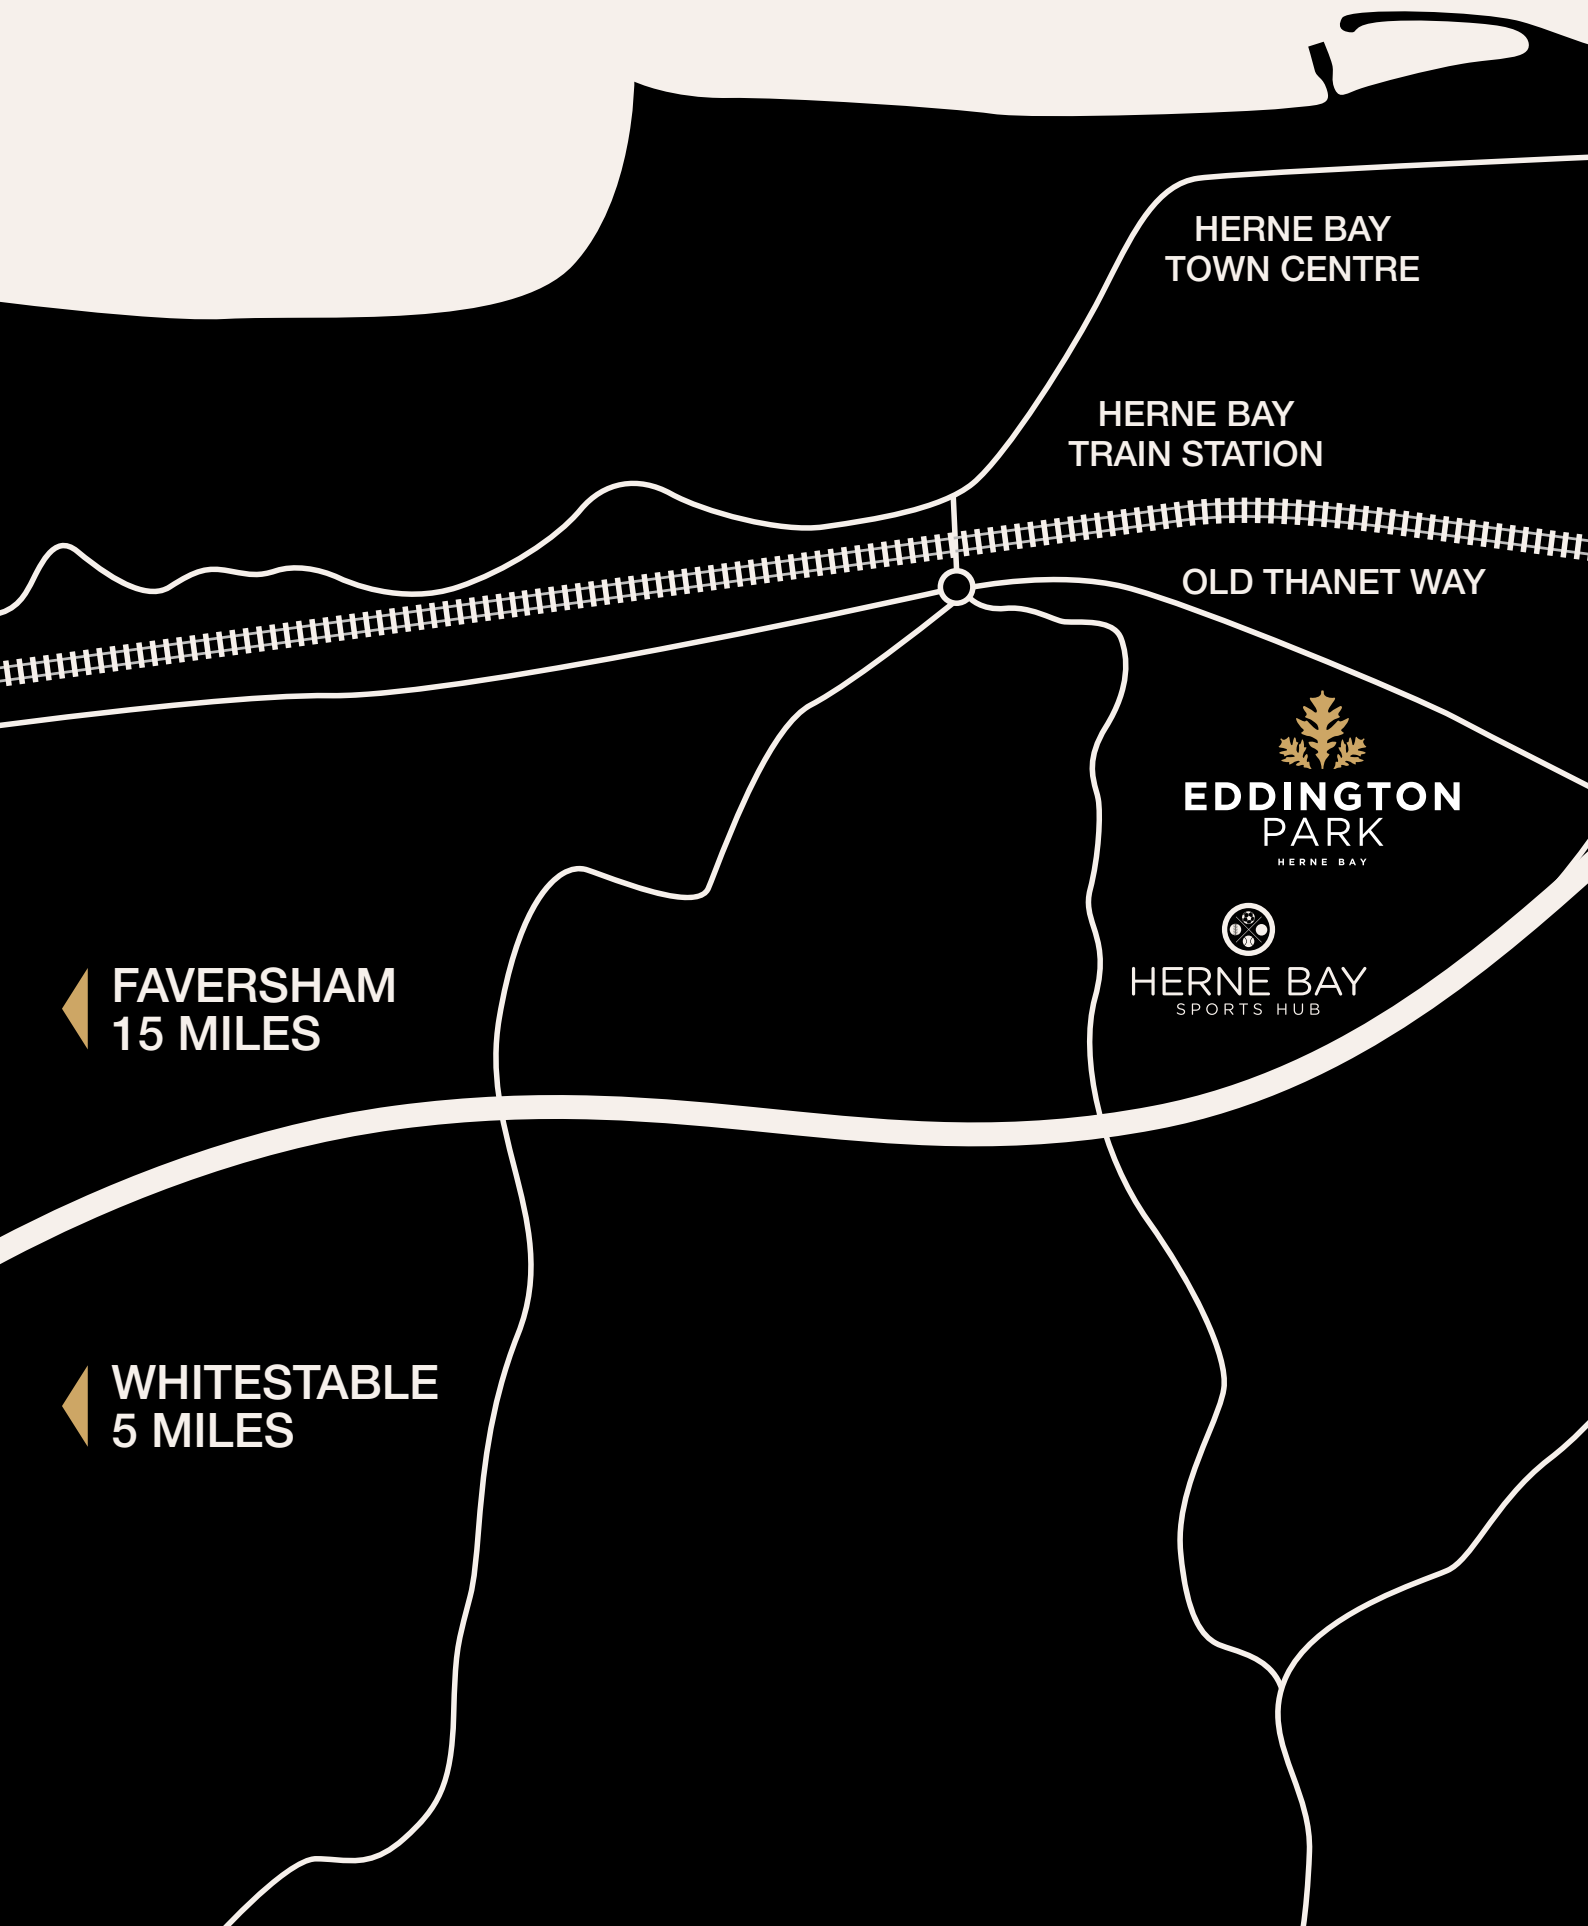 HERNE BAY
TOWN CENTRE
HERNE BAY
TRAIN STATION
OLD THANET WAY
EDDINGTON
PARK
HERNE BAY
HERNE BAY
SPORTS HUB
FAVERSHAM
15 MILES
WHITESTABLE
5 MILES